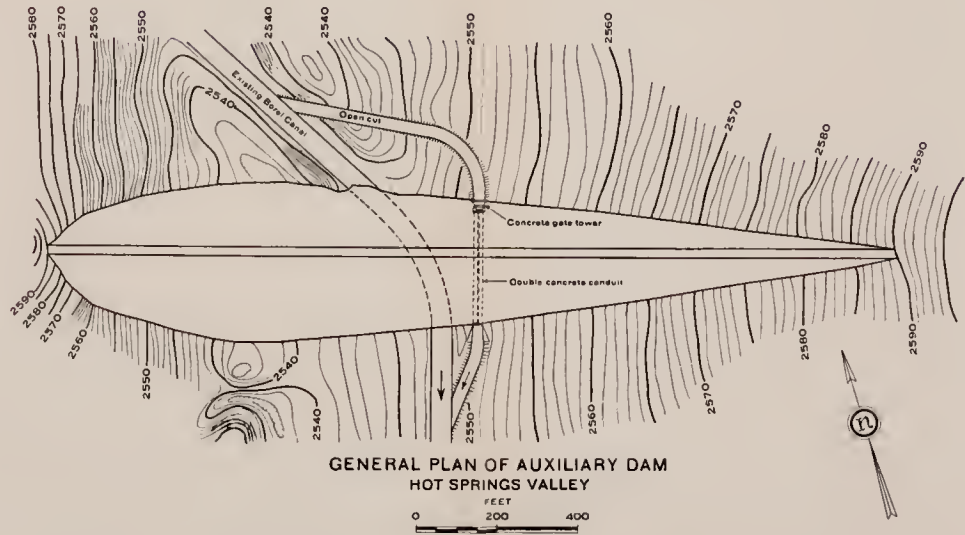 2580
2570
2560
2550
2540
2540
2550
2560
2540
Existing Borel Canal
Open cut
2570
2580
2590
Concrete gate tower
Double concrete conduit
2590
2580
2570
2560
2550
2540
2540
2550
2560
2570
2580
2590
n
GENERAL PLAN OF AUXILIARY DAM
HOT SPRINGS VALLEY
FEET
0 200 400